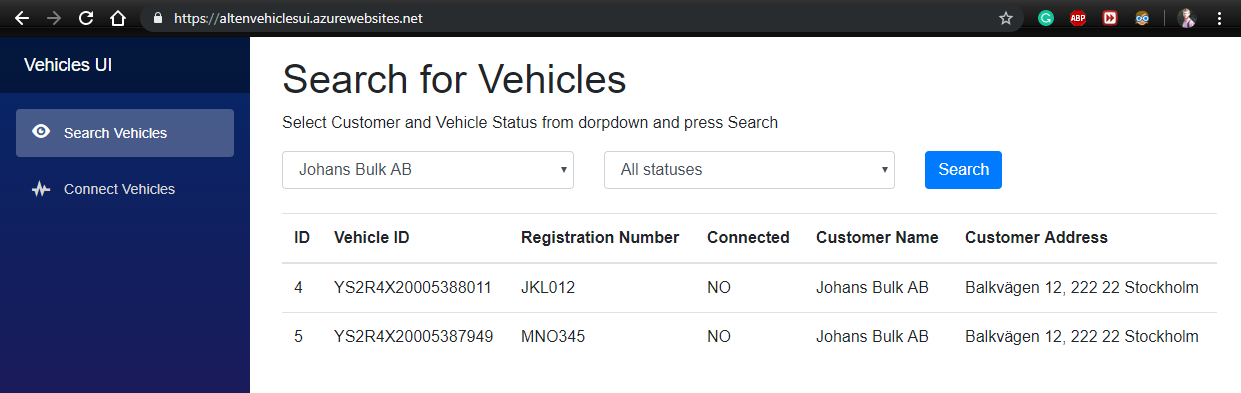 https://altenvehiclesui.azurewebsites.net
ABP
Vehicles UI
Search Vehicles
Connect Vehicles
Search for Vehicles
Select Customer and Vehicle Status from dorpdown and press Search
Johans Bulk AB All statuses Search
ID Vehicle ID Registration Number Connected Customer Name Customer Address
4 YS2R4X20005388011 JKL012 NO Johans Bulk AB Balkvägen 12, 222 22 Stockholm
5 YS2R4X20005387949 MNO345 NO Johans Bulk AB Balkvägen 12, 222 22 Stockholm